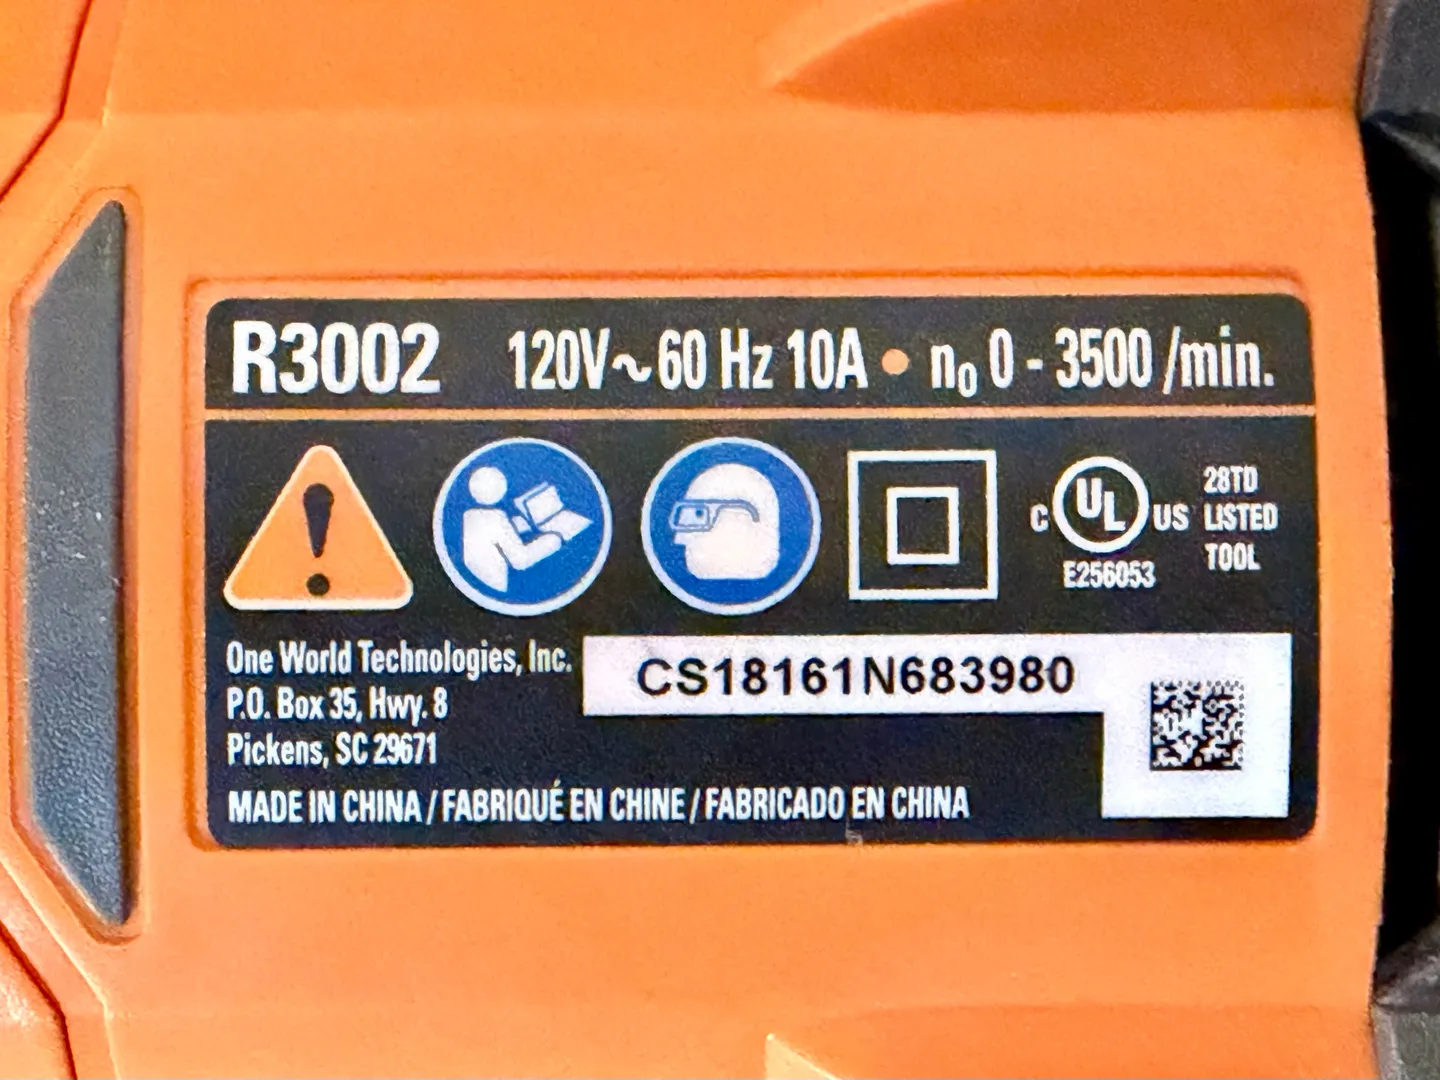 R3002 120V~60 Hz 10A • n₀ 0 - 3500 /min.
C UL US
E256053
28TD
LISTED
TOOL
One World Technologies, Inc.
P.O. Box 35, Hwy. 8
Pickens, SC 29671
CS18161N683980
MADE IN CHINA / FABRIQUÉ EN CHINE / FABRICADO EN CHINA